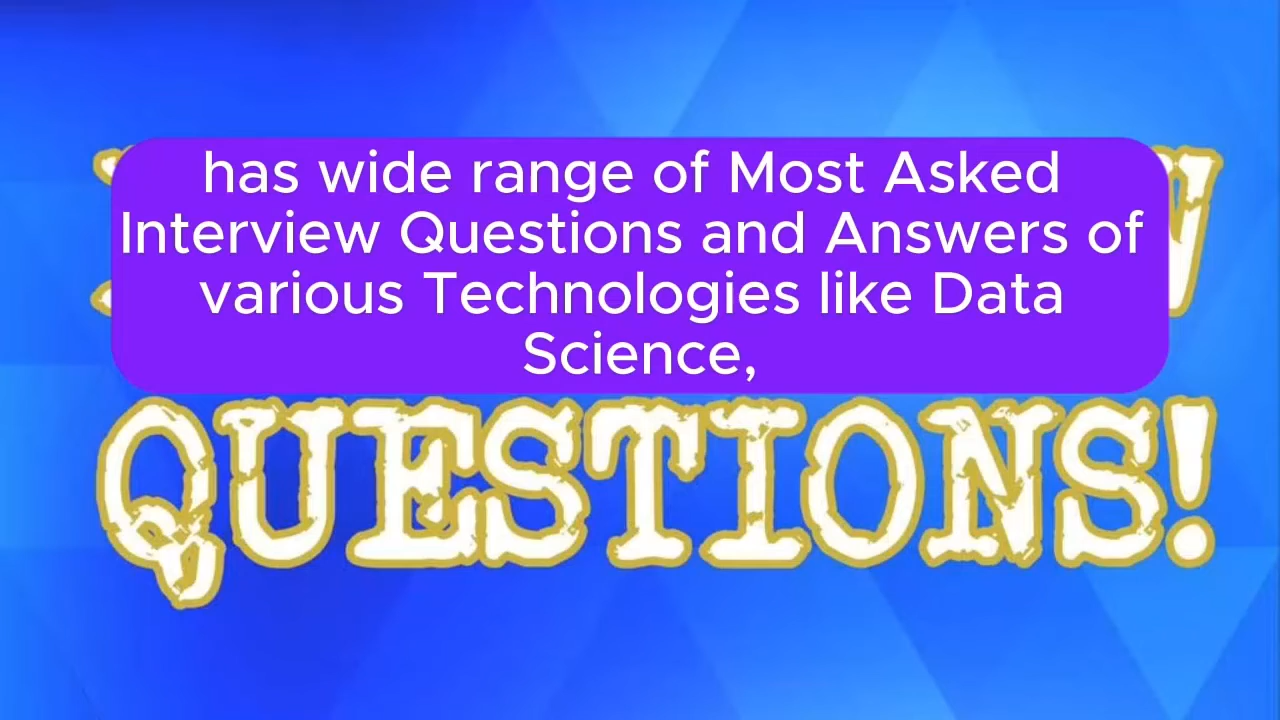 has wide range of Most Asked
Interview Questions and Answers of
various Technologies like Data
Science,
QUESTIONS!